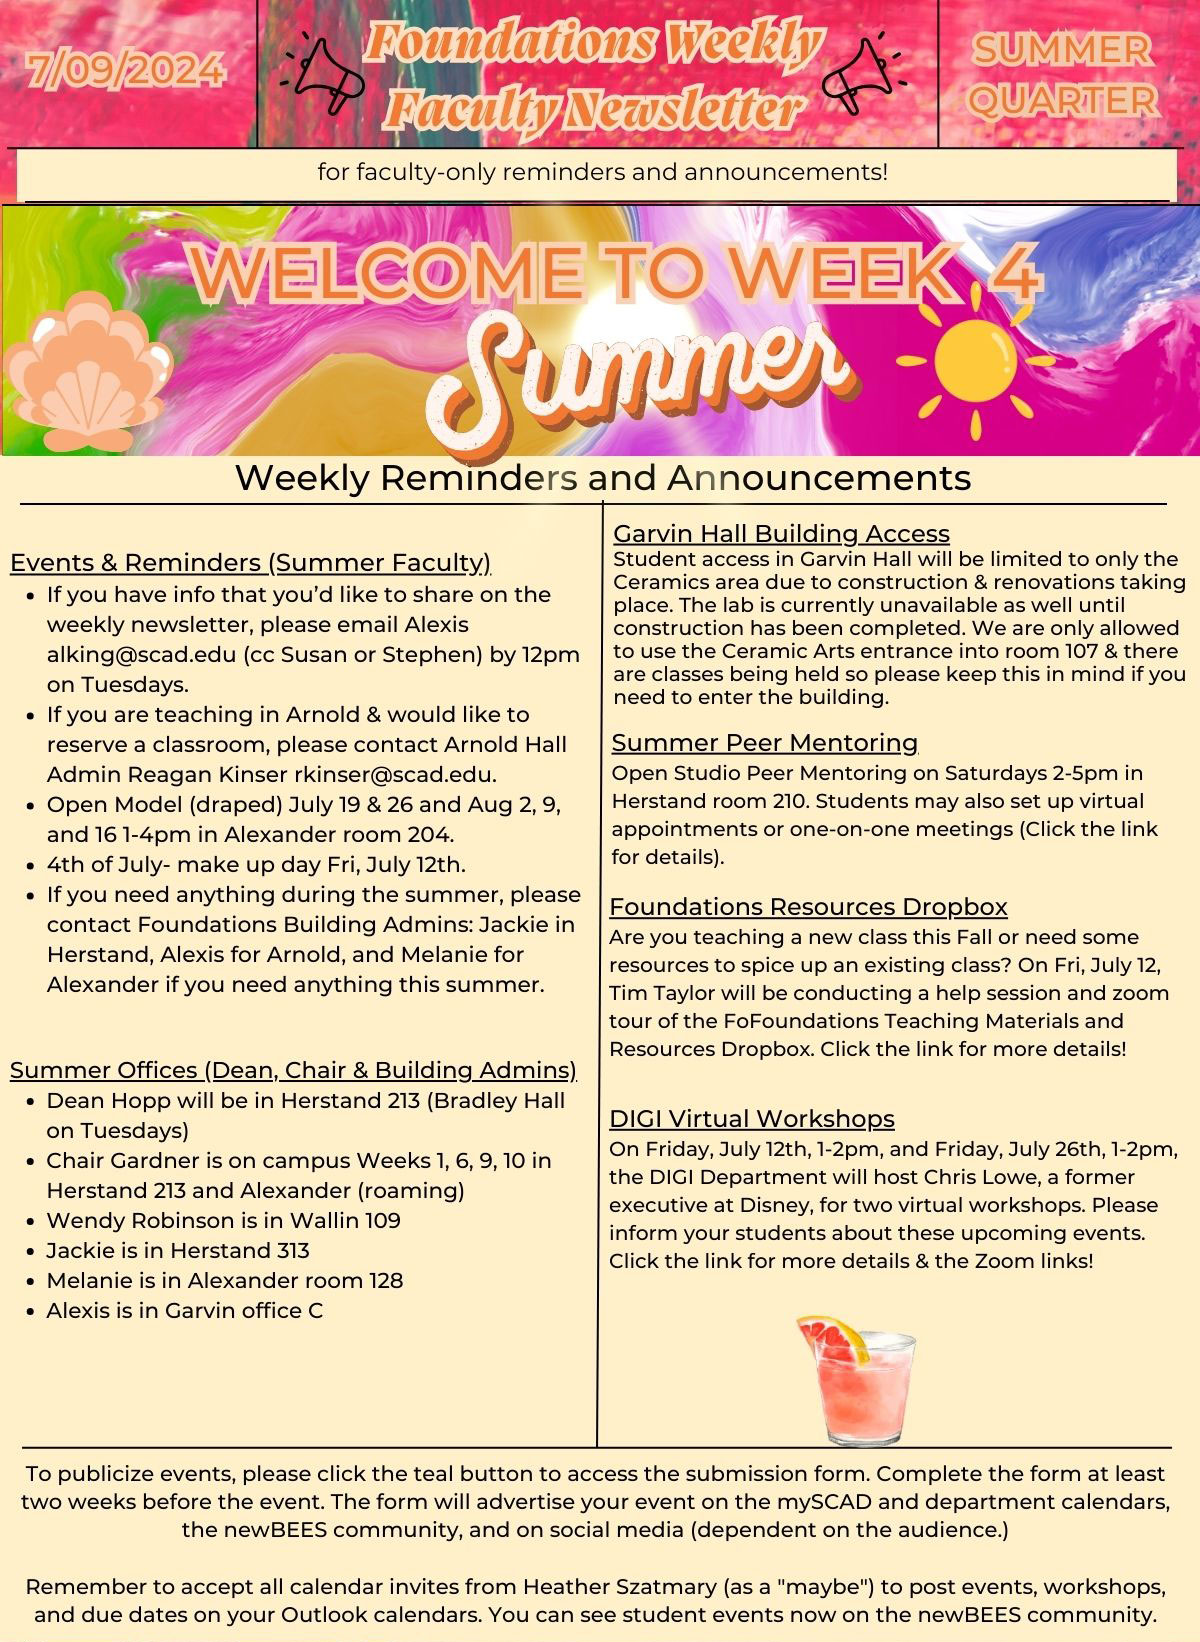 7/09/2024
Foundations Weekly
Faculty Newsletter
SUMMER
QUARTER
for faculty-only reminders and announcements!
WELCOME TO WEEK 4
Summer
Weekly Reminders and Announcements
Events & Reminders (Summer Faculty)
• If you have info that you’d like to share on the
weekly newsletter, please email Alexis
alking@scad.edu (cc Susan or Stephen) by 12pm
on Tuesdays.
• If you are teaching in Arnold & would like to
reserve a classroom, please contact Arnold Hall
Admin Reagan Kinser rkinser@scad.edu.
• Open Model (draped) July 19 & 26 and Aug 2, 9,
and 16 1-4pm in Alexander room 204.
• 4th of July- make up day Fri, July 12th.
• If you need anything during the summer, please
contact Foundations Building Admins: Jackie in
Herstand, Alexis for Arnold, and Melanie for
Alexander if you need anything this summer.
Summer Offices (Dean, Chair & Building Admins)
• Dean Hopp will be in Herstand 213 (Bradley Hall
on Tuesdays)
• Chair Gardner is on campus Weeks 1, 6, 9, 10 in
Herstand 213 and Alexander (roaming)
• Wendy Robinson is in Wallin 109
• Jackie is in Herstand 313
• Melanie is in Alexander room 128
• Alexis is in Garvin office C
Garvin Hall Building Access
Student access in Garvin Hall will be limited to only the
Ceramics area due to construction & renovations taking
place. The lab is currently unavailable as well until
construction has been completed. We are only allowed
to use the Ceramic Arts entrance into room 107 & there
are classes being held so please keep this in mind if you
need to enter the building.
Summer Peer Mentoring
Open Studio Peer Mentoring on Saturdays 2-5pm in
Herstand room 210. Students may also set up virtual
appointments or one-on-one meetings (Click the link
for details).
Foundations Resources Dropbox
Are you teaching a new class this Fall or need some
resources to spice up an existing class? On Fri, July 12,
Tim Taylor will be conducting a help session and zoom
tour of the FoFoundations Teaching Materials and
Resources Dropbox. Click the link for more details!
DIGI Virtual Workshops
On Friday, July 12th, 1-2pm, and Friday, July 26th, 1-2pm,
the DIGI Department will host Chris Lowe, a former
executive at Disney, for two virtual workshops. Please
inform your students about these upcoming events.
Click the link for more details & the Zoom links!
To publicize events, please click the teal button to access the submission form. Complete the form at least
two weeks before the event. The form will advertise your event on the mySCAD and department calendars,
the newBEES community, and on social media (dependent on the audience.)
Remember to accept all calendar invites from Heather Szatmary (as a "maybe") to post events, workshops,
and due dates on your Outlook calendars. You can see student events now on the newBEES community.